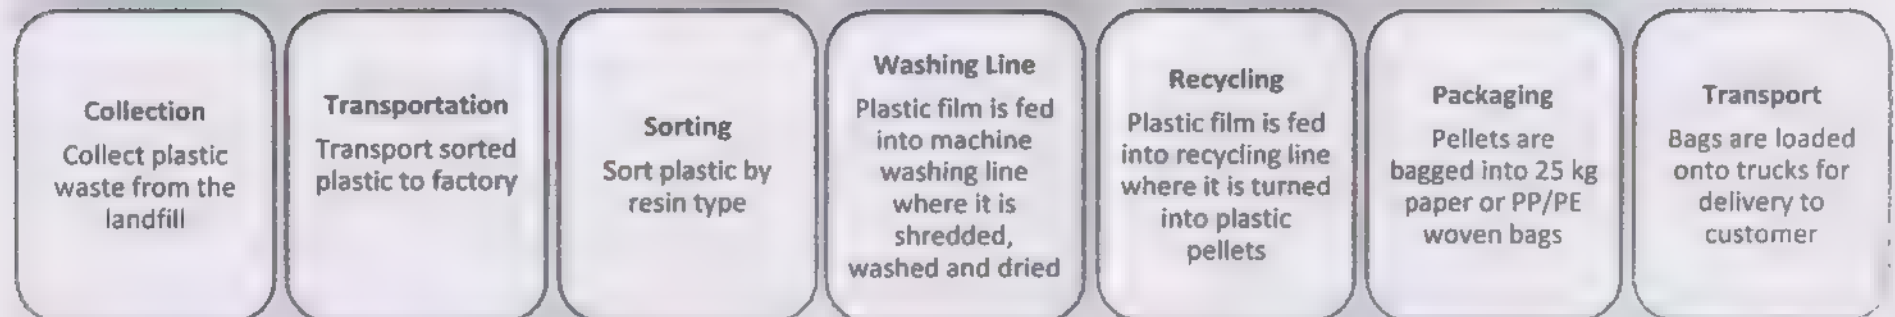 Collection
Collect plastic
waste from the
landfill
Transportation
Transport sorted
plastic to factory
Sorting
Sort plastic by
resin type
Washing Line
Plastic film is fed
into machine
washing line
where it is
shredded,
washed and dried
Recycling
Plastic film is fed
into recycling line
where it is turned
into plastic
pellets
Packaging
Pellets are
bagged into 25 kg
paper or PP/PE
woven bags
Transport
Bags are loaded
onto trucks for
delivery to
customer